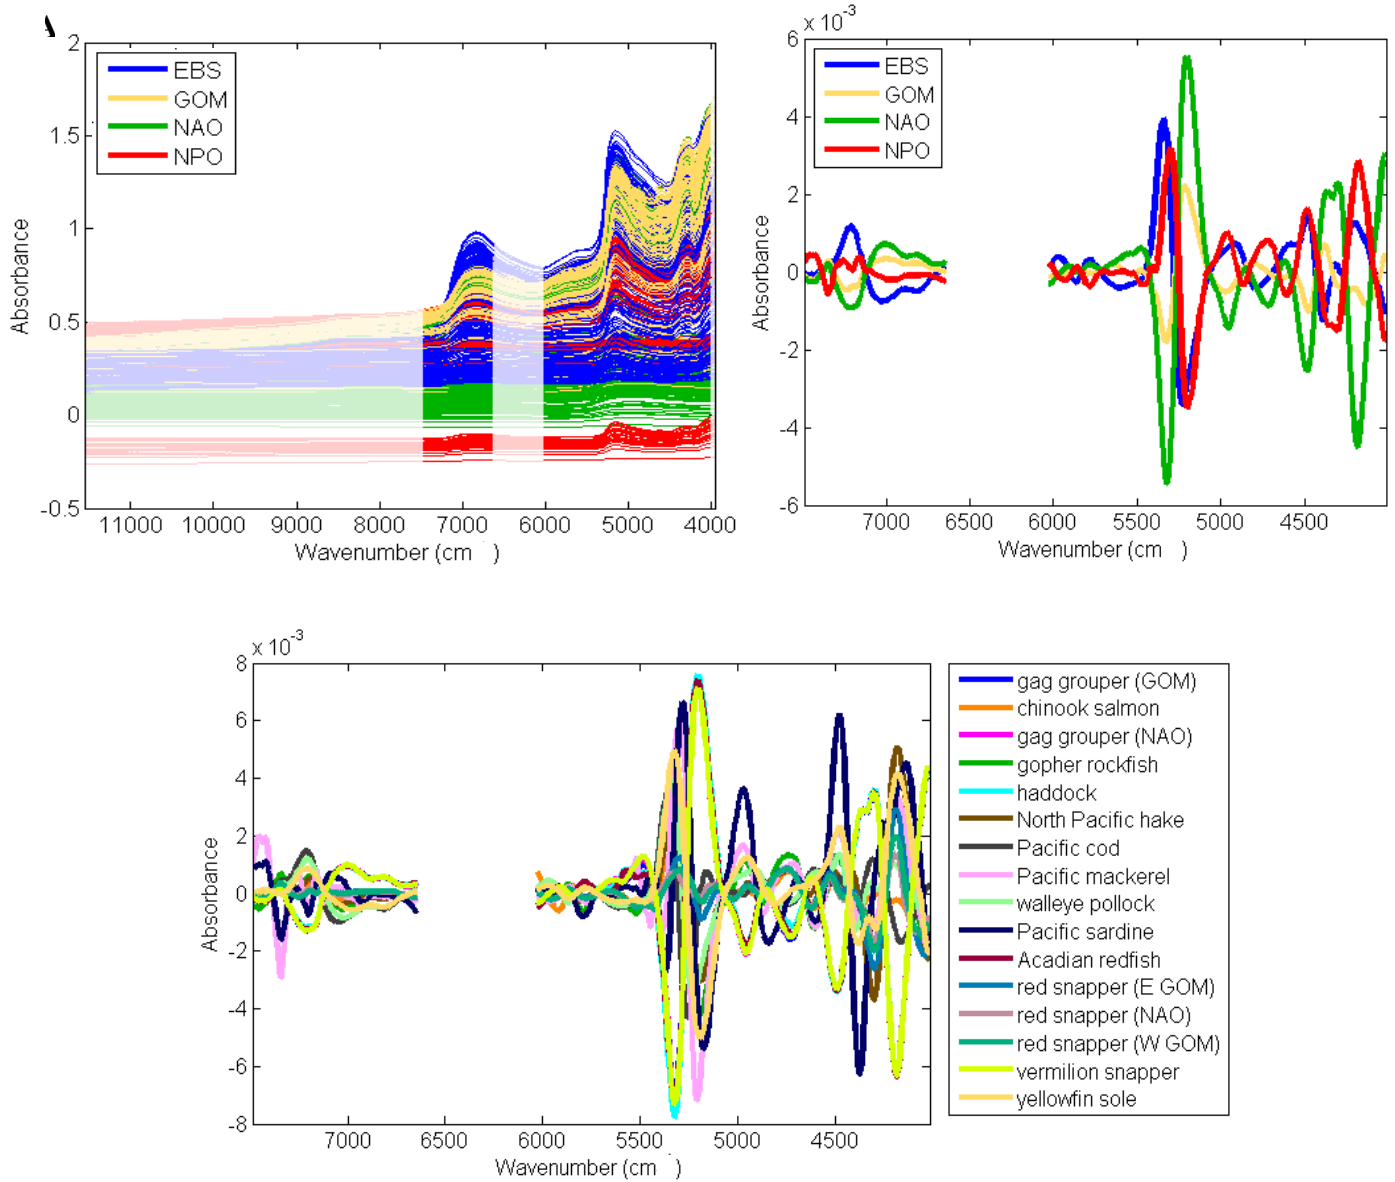 A
2
1.5
1
0.5
0
-0.5
Absorbance
EBS
GOM
NAO
NPO
11000 10000 9000 8000 7000 6000 5000 4000
Wavenumber (cm )
x 10-3
6
4
2
0
-2
-4
-6
Absorbance
EBS
GOM
NAO
NPO
7000 6500 6000 5500 5000 4500
Wavenumber (cm )
x 10-3
8
6
4
2
0
-2
-4
-6
-8
Absorbance
7000 6500 6000 5500 5000 4500
Wavenumber (cm )
gag grouper (GOM)
chinook salmon
gag grouper (NAO)
gopher rockfish
haddock
North Pacific hake
Pacific cod
Pacific mackerel
walleye pollock
Pacific sardine
Acadian redfish
red snapper (E GOM)
red snapper (NAO)
red snapper (W GOM)
vermilion snapper
yellowfin sole